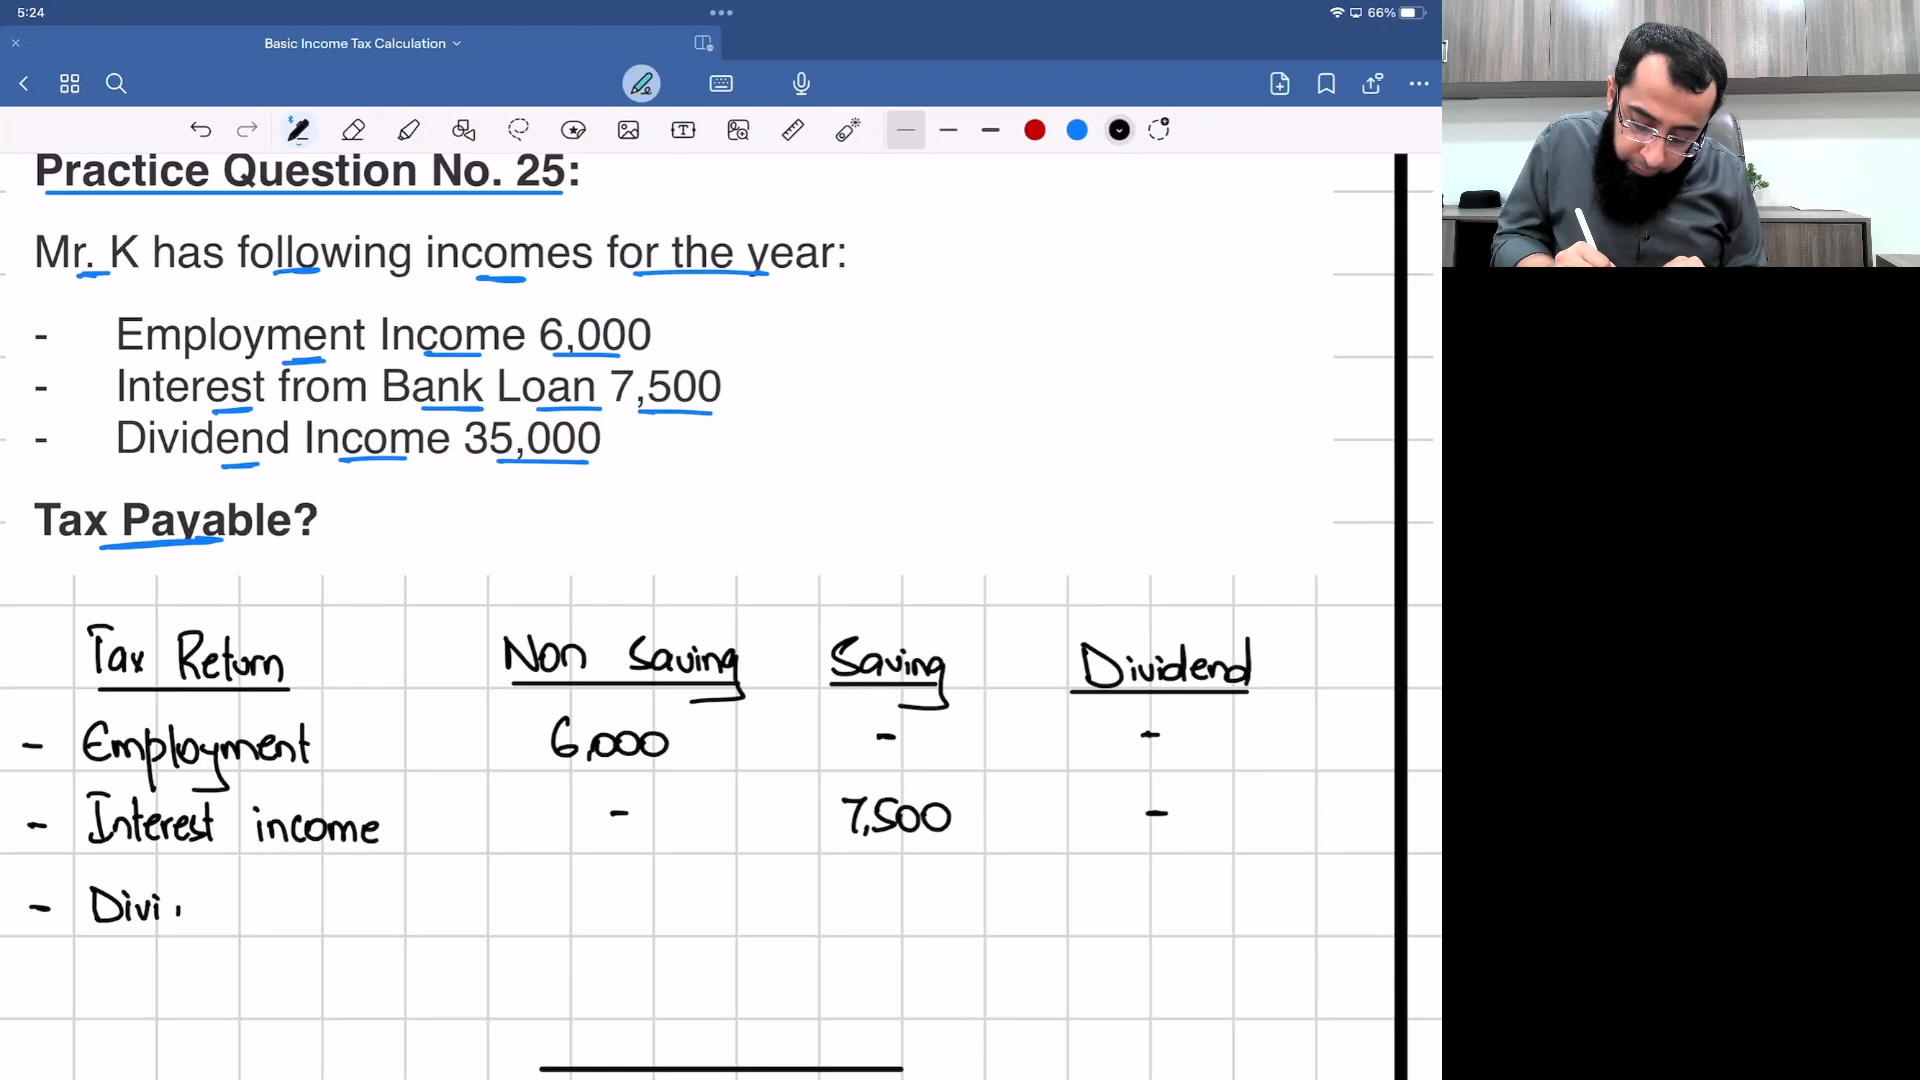 5:24
66%
Basic Income Tax Calculation
Practice Question No. 25:
Mr. K has following incomes for the year:
- Employment Income 6,000
- Interest from Bank Loan 7,500
- Dividend Income 35,000
Tax Payable?
Tax Return Non Saving Saving Dividend
- Employment 6,000 - -
- Interest income - 7,500 -
- Divi